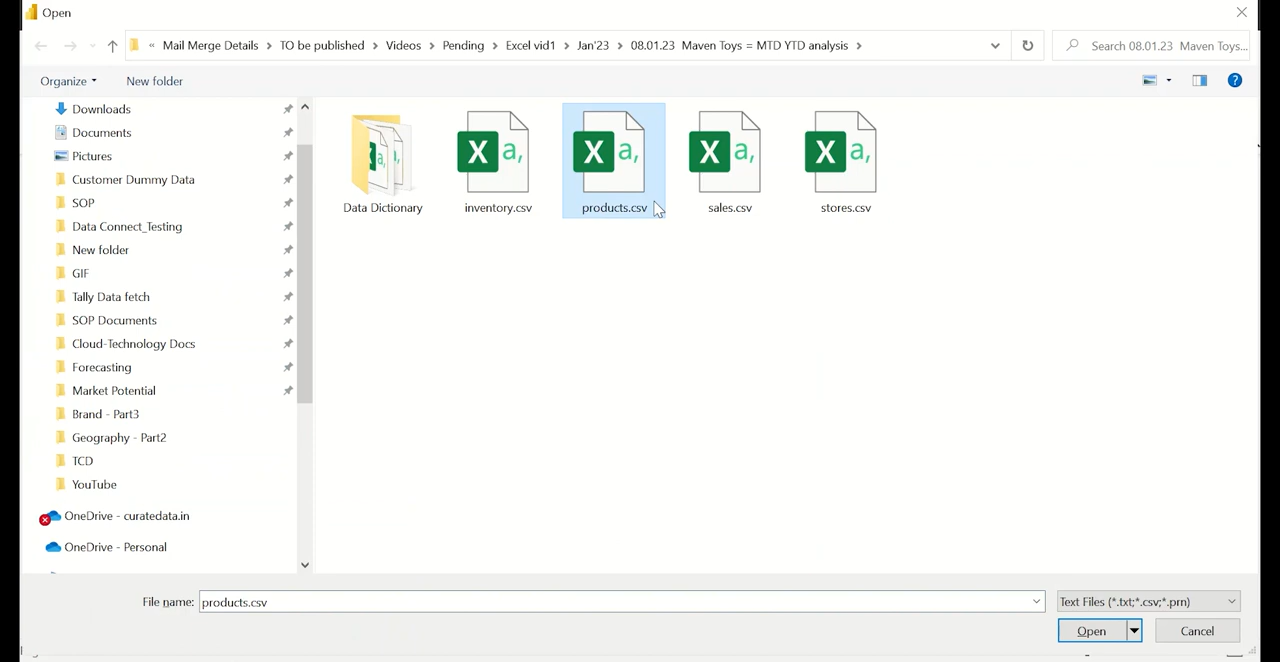 Open
« Mail Merge Details > TO be published > Videos > Pending > Excel vid1 > Jan'23 > 08.01.23 Maven Toys = MTD YTD analysis >
Search 08.01.23 Maven Toys...
Organize
New folder
Downloads
Documents
Pictures
Customer Dummy Data
SOP
Data Connect_Testing
New folder
GIF
Tally Data fetch
SOP Documents
Cloud-Technology Docs
Forecasting
Market Potential
Brand - Part3
Geography - Part2
TCD
YouTube
OneDrive - curatedata.in
OneDrive - Personal
Data Dictionary
inventory.csv
products.csv
sales.csv
stores.csv
File name:
products.csv
Text Files (*.txt;*.csv;*.prn)
Open
Cancel